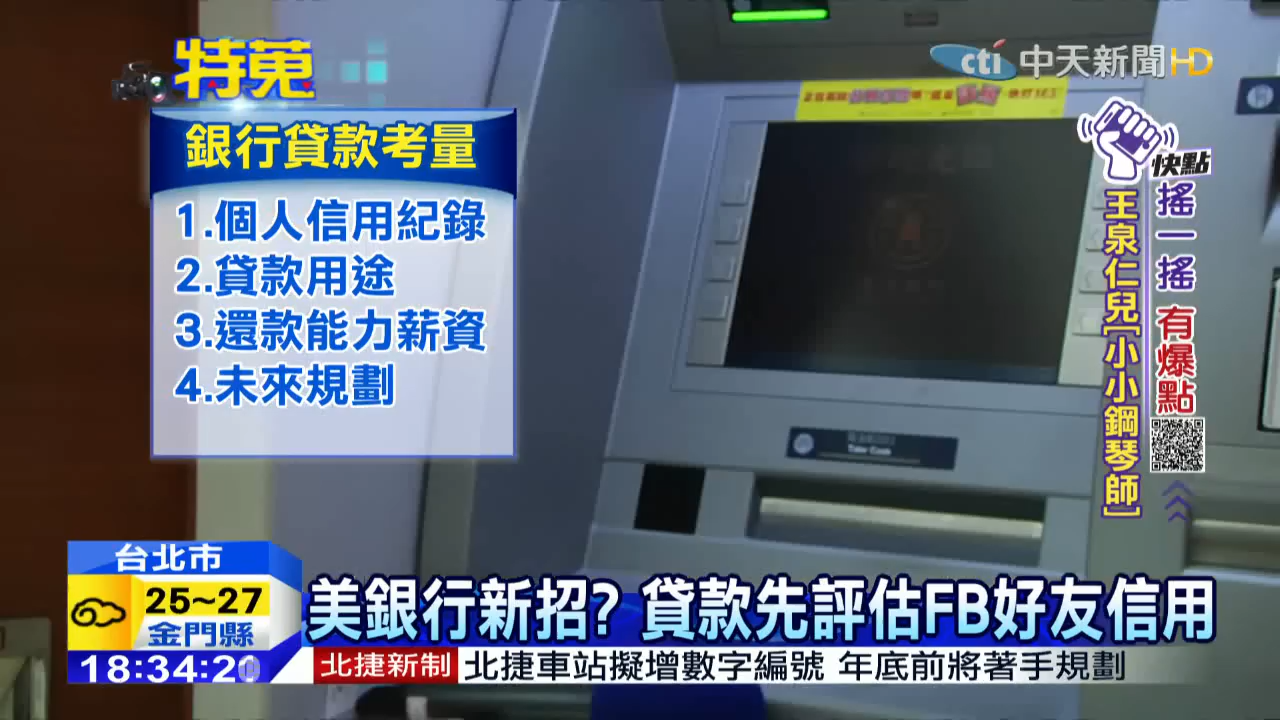 特蒐
cti 中天新聞HD
銀行貸款考量
1.個人信用紀錄
2.貸款用途
3.還款能力薪資
4.未來規劃
快點
搖一搖 有爆點
王泉仁兒[小小鋼琴師]
台北市
25~27
金門縣
18:34:20
美銀行新招? 貸款先評估FB好友信用
北捷新制 北捷車站擬增數字編號 年底前將著手規劃